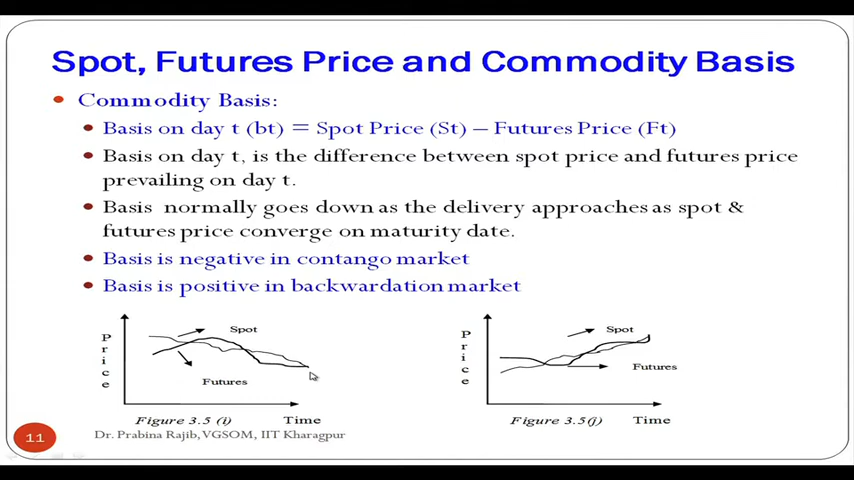 Spot, Futures Price and Commodity Basis
Commodity Basis:
Basis on day t (bt) = Spot Price (St) – Futures Price (Ft)
Basis on day t, is the difference between spot price and futures price
prevailing on day t.
Basis normally goes down as the delivery approaches as spot &
futures price converge on maturity date.
Basis is negative in contango market
Basis is positive in backwardation market
Price
Spot
Futures
Figure 3.5 (i)
Time
Price
Spot
Futures
Figure 3.5(j)
Time
11
Dr. Prabina Rajib, VGSOM, IIT Kharagpur